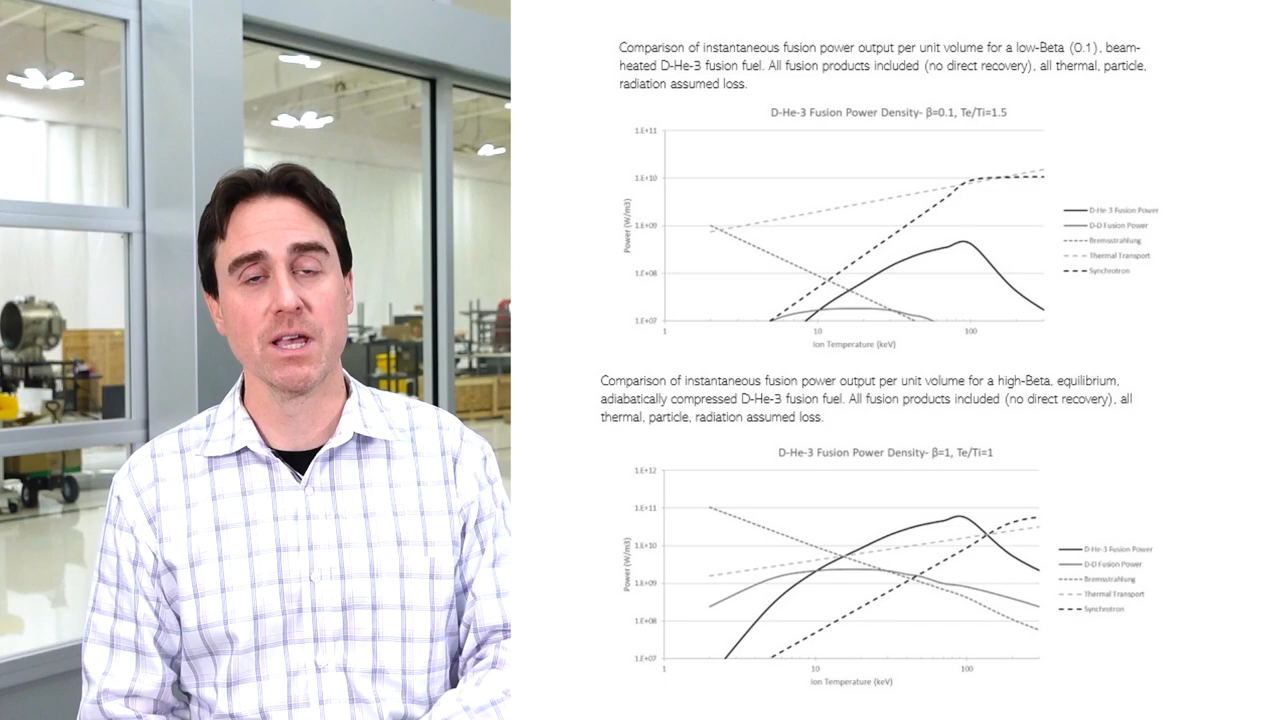 Comparison of instantaneous fusion power output per unit volume for a low-Beta (0.1), beam-
heated D-He-3 fusion fuel. All fusion products included (no direct recovery), all thermal, particle,
radiation assumed loss.
D-He-3 Fusion Power Density- β=0.1, Te/Ti=1.5
1.E+11
1.E+10
1.E+09
1.E+08
1.E+07
Power (W/m3)
1
10
100
Ion Temperature (keV)
D-He-3 Fusion Power
D-D Fusion Power
Bremsstrahlung
Thermal Transport
Synchrotron
Comparison of instantaneous fusion power output per unit volume for a high-Beta, equilibrium,
adiabatically compressed D-He-3 fusion fuel. All fusion products included (no direct recovery), all
thermal, particle, radiation assumed loss.
D-He-3 Fusion Power Density- β=1, Te/Ti=1
1.E+12
1.E+11
1.E+10
1.E+09
1.E+08
1.E+07
Power (W/m3)
1
10
100
Ion Temperature (keV)
D-He-3 Fusion Power
D-D Fusion Power
Bremsstrahlung
Thermal Transport
Synchrotron